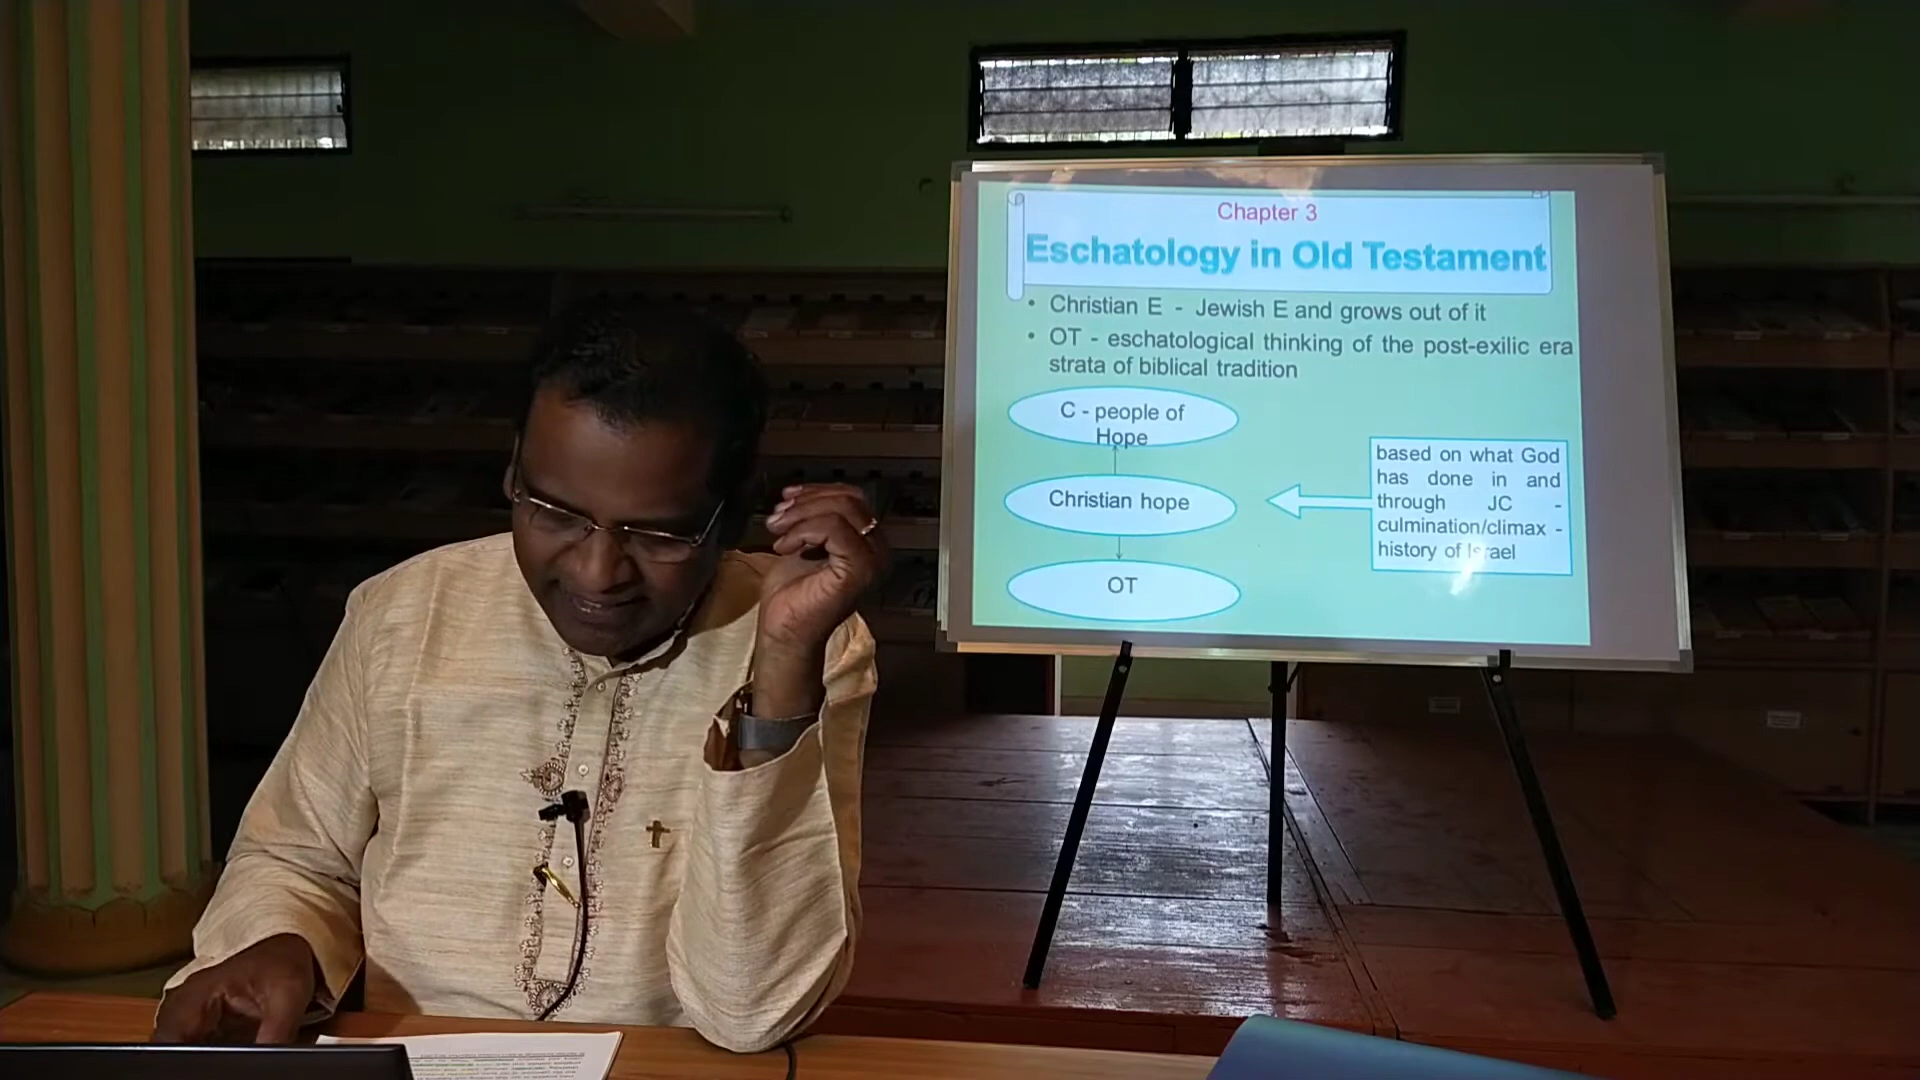 Chapter 3
Eschatology in Old Testament
• Christian E - Jewish E and grows out of it
• OT - eschatological thinking of the post-exilic era
strata of biblical tradition
C - people of
Hope
Christian hope
OT
based on what God
has done in and
through JC -
culmination/climax -
history of Israel